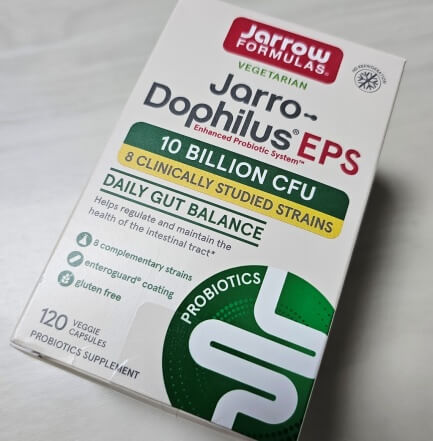 Jarrow
FORMULAS®
VEGETARIAN
NO REFRIGERATION
Jarro-
Dophilus® EPS
Enhanced Probiotic System™
10 BILLION CFU
8 CLINICALLY STUDIED STRAINS
DAILY GUT BALANCE
Helps regulate and maintain the
health of the intestinal tract*
8 complementary strains
enteroguard® coating
gluten free
PROBIOTICS
120 VEGGIE
CAPSULES
PROBIOTICS SUPPLEMENT